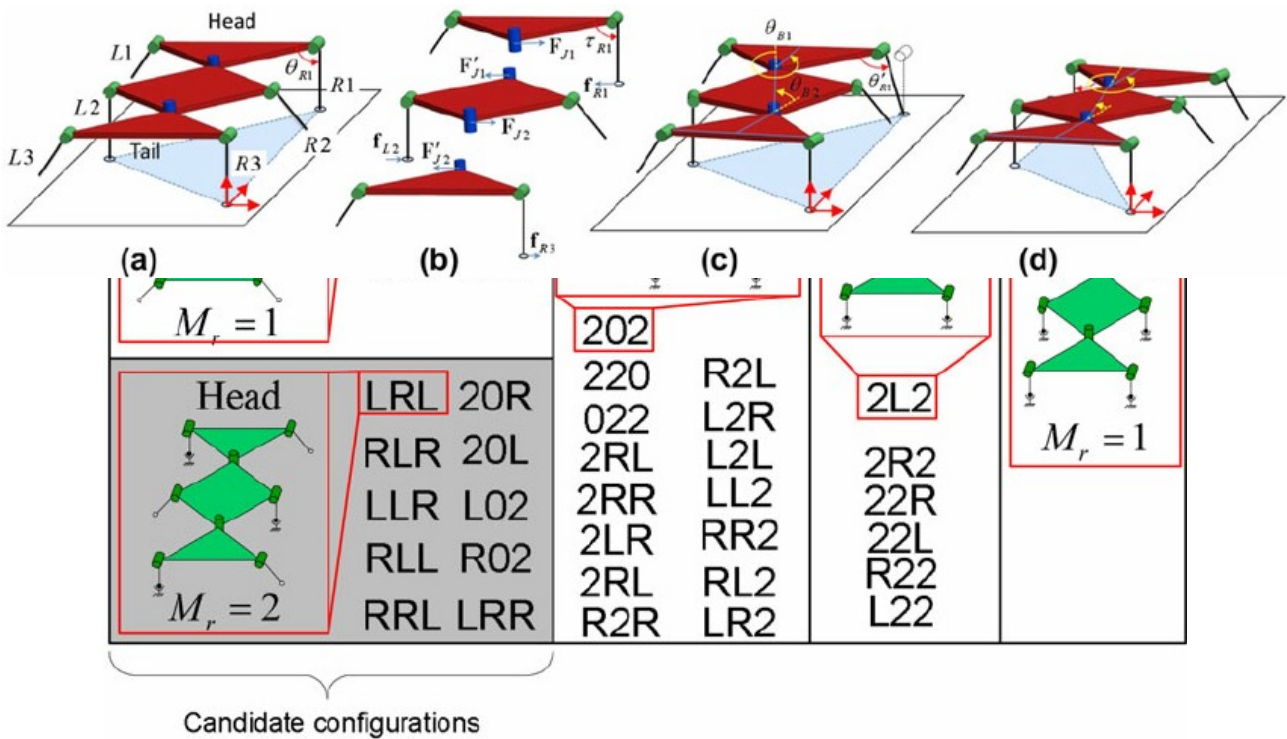 Head
L1
θR1
R1
L2
R2
L3
Tail
R3
(a)
τR1
FJ1
F′J1
fR1
FJ2
fL2
F′J2
fR3
(b)
θB1
θB2
θ′R1
(c)
(d)
Mr = 1
Head
Mr = 2
LRL 20R
RLR 20L
LLR L02
RLL R02
RRL LRR
202
220 R2L
022 L2R
2RL L2L
2RR LL2
2LR RR2
2RL RL2
R2R LR2
2L2
2R2
22R
22L
R22
L22
Mr = 1
Candidate configurations